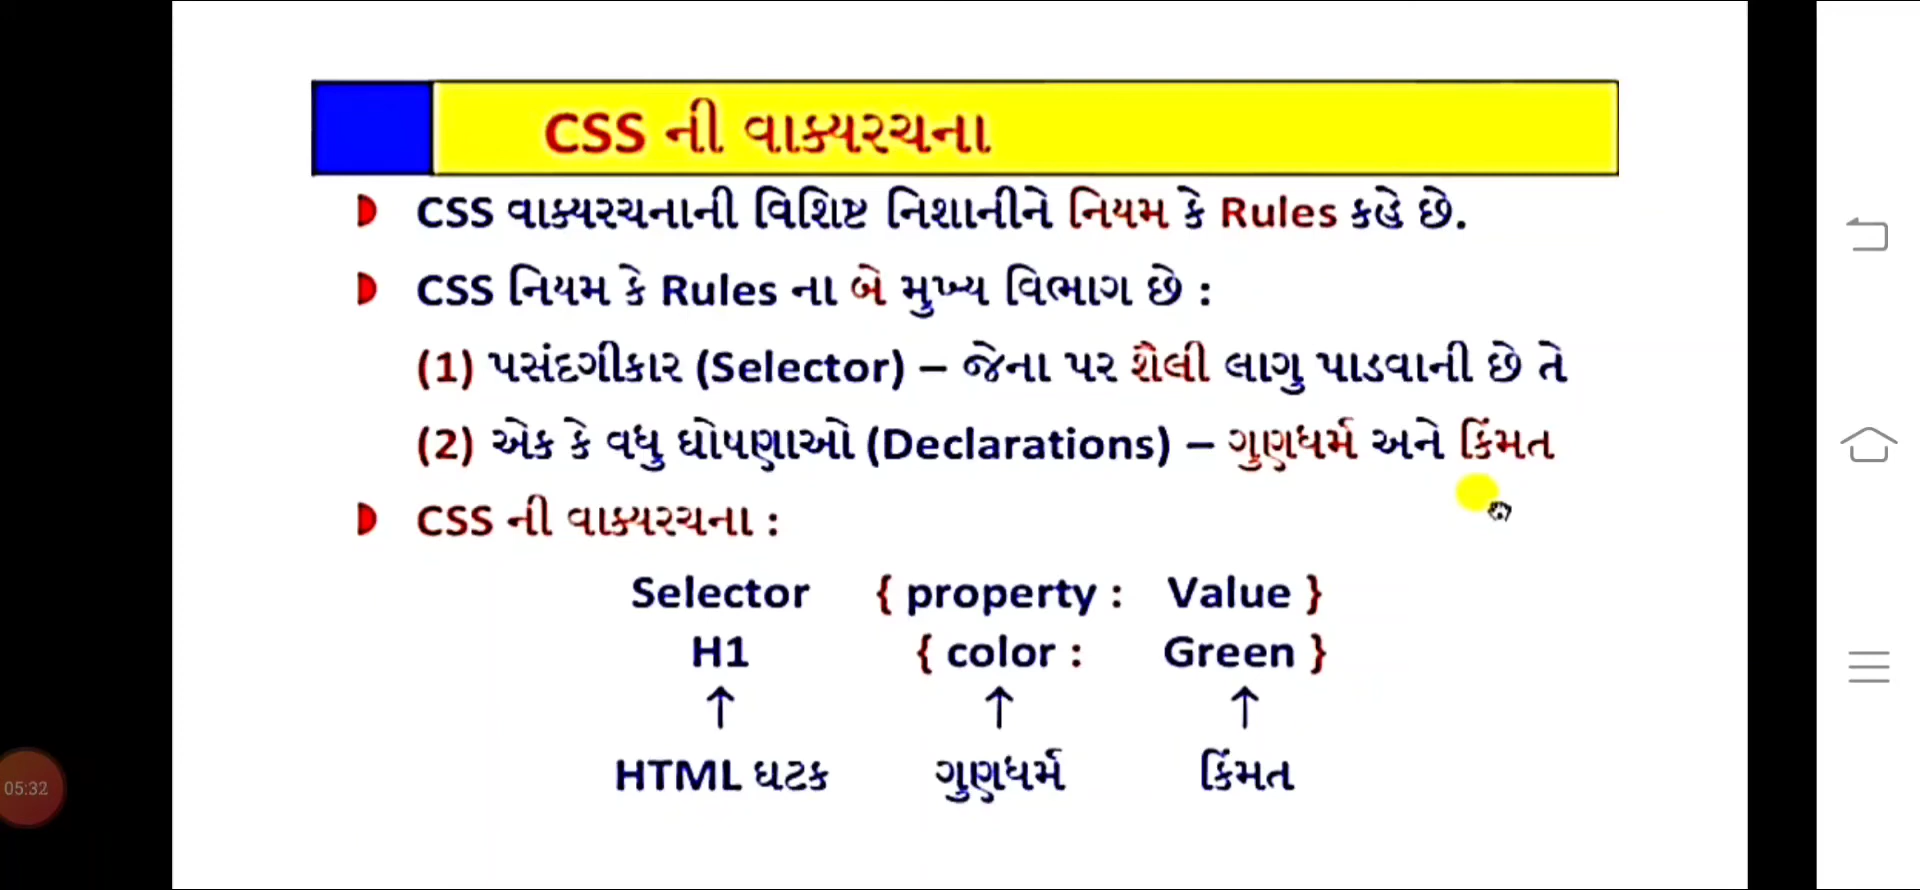 CSS ની વાક્યરચના
CSS વાક્યરચનાની વિશિષ્ટ નિશાનીને નિયમ કે Rules કહે છે.
CSS નિયમ કે Rules ના બે મુખ્ય વિભાગ છે :
(1) પસંદગીકાર (Selector) – જેના પર શૈલી લાગુ પાડવાની છે તે
(2) એક કે વધુ ઘોષણાઓ (Declarations) – ગુણધર્મ અને કિંમત
CSS ની વાક્યરચના :
Selector { property : Value }
H1 { color : Green }
↑ ↑ ↑
HTML ઘટક ગુણધર્મ કિંમત
05:32